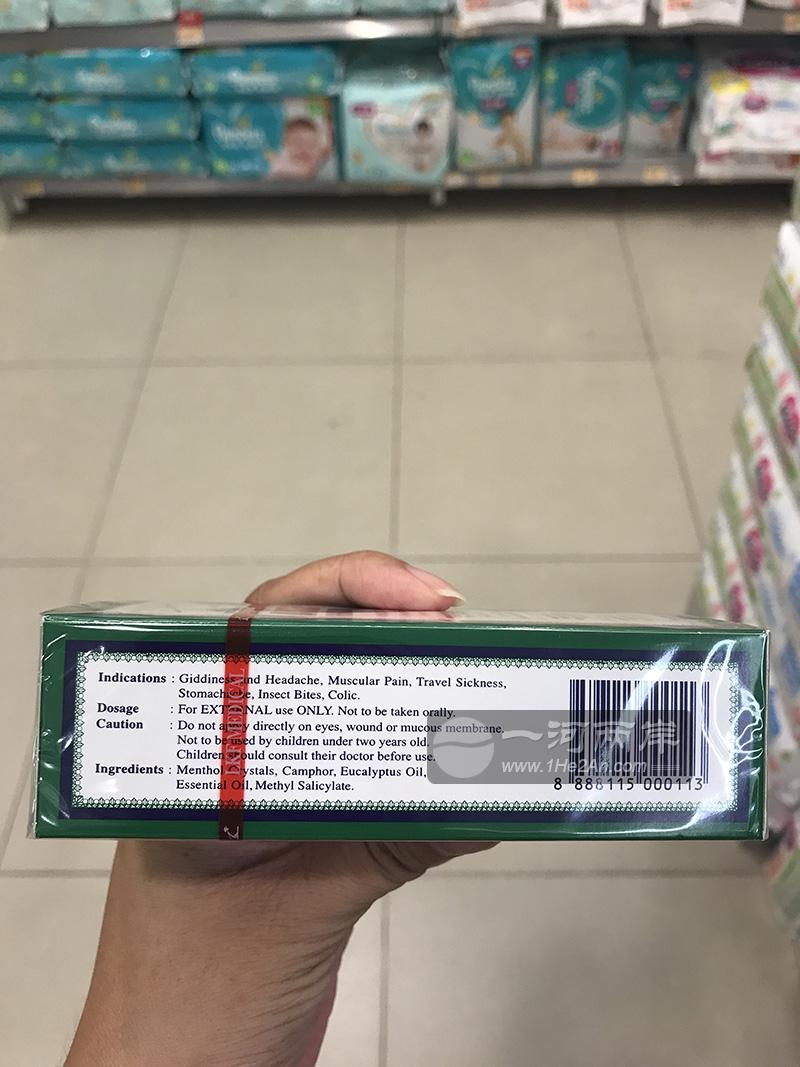 Indications : Giddiness and Headache, Muscular Pain, Travel Sickness,
Stomachache, Insect Bites, Colic.
Dosage : For EXTERNAL use ONLY. Not to be taken orally.
Caution : Do not apply directly on eyes, wound or mucous membrane.
Not to be used by children under two years old.
Children should consult their doctor before use.
Ingredients : Menthol Crystals, Camphor, Eucalyptus Oil,
Essential Oil, Methyl Salicylate.
8 888115 000113
一河两岸
www.1He2An.com